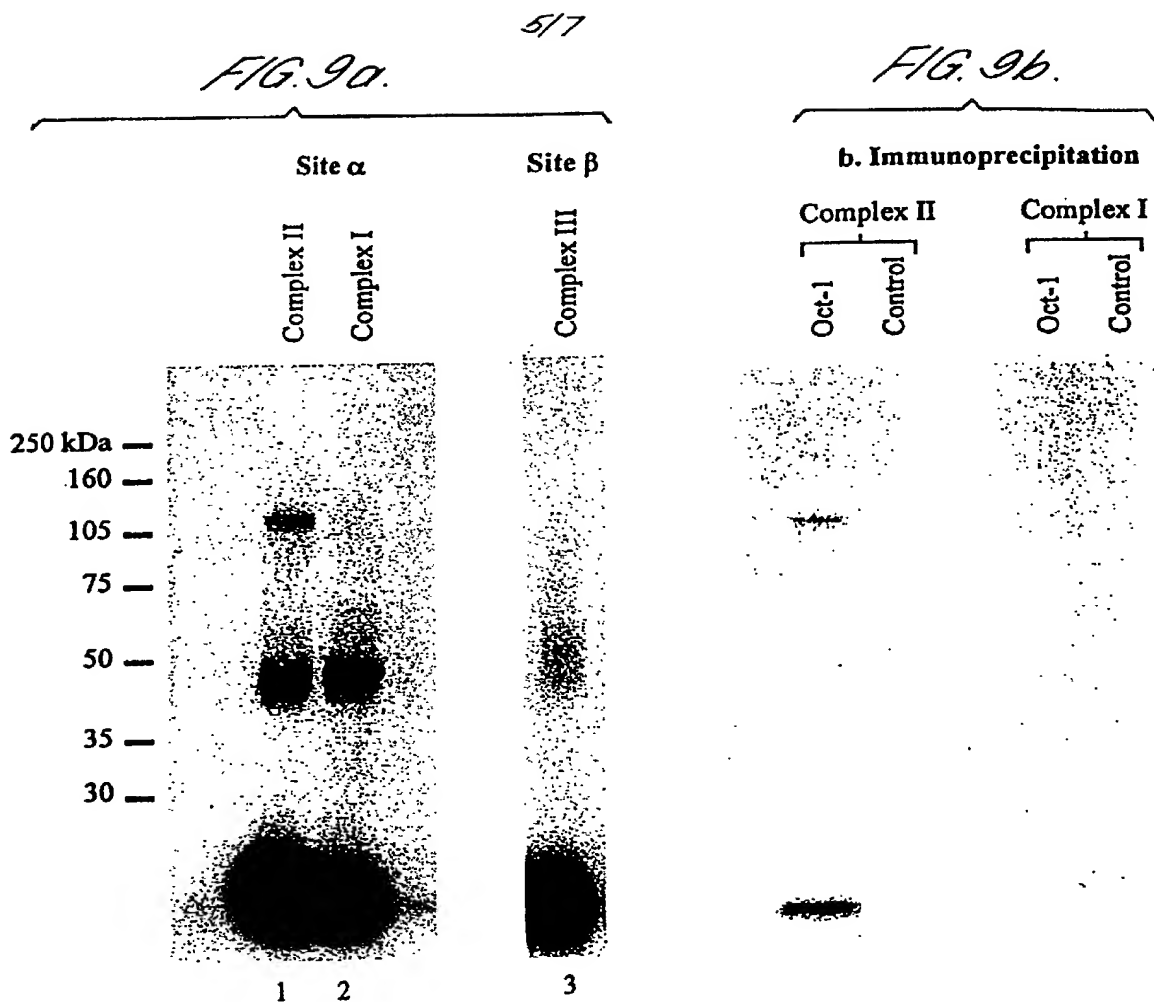 5/7
FIG. 9a.
FIG. 9b.
Site α
Site β
b. Immunoprecipitation
Complex II
Complex I
Complex II
Complex I
Complex III
Oct-1
Control
Oct-1
Control
250 kDa
160
105
75
50
35
30
1
2
3